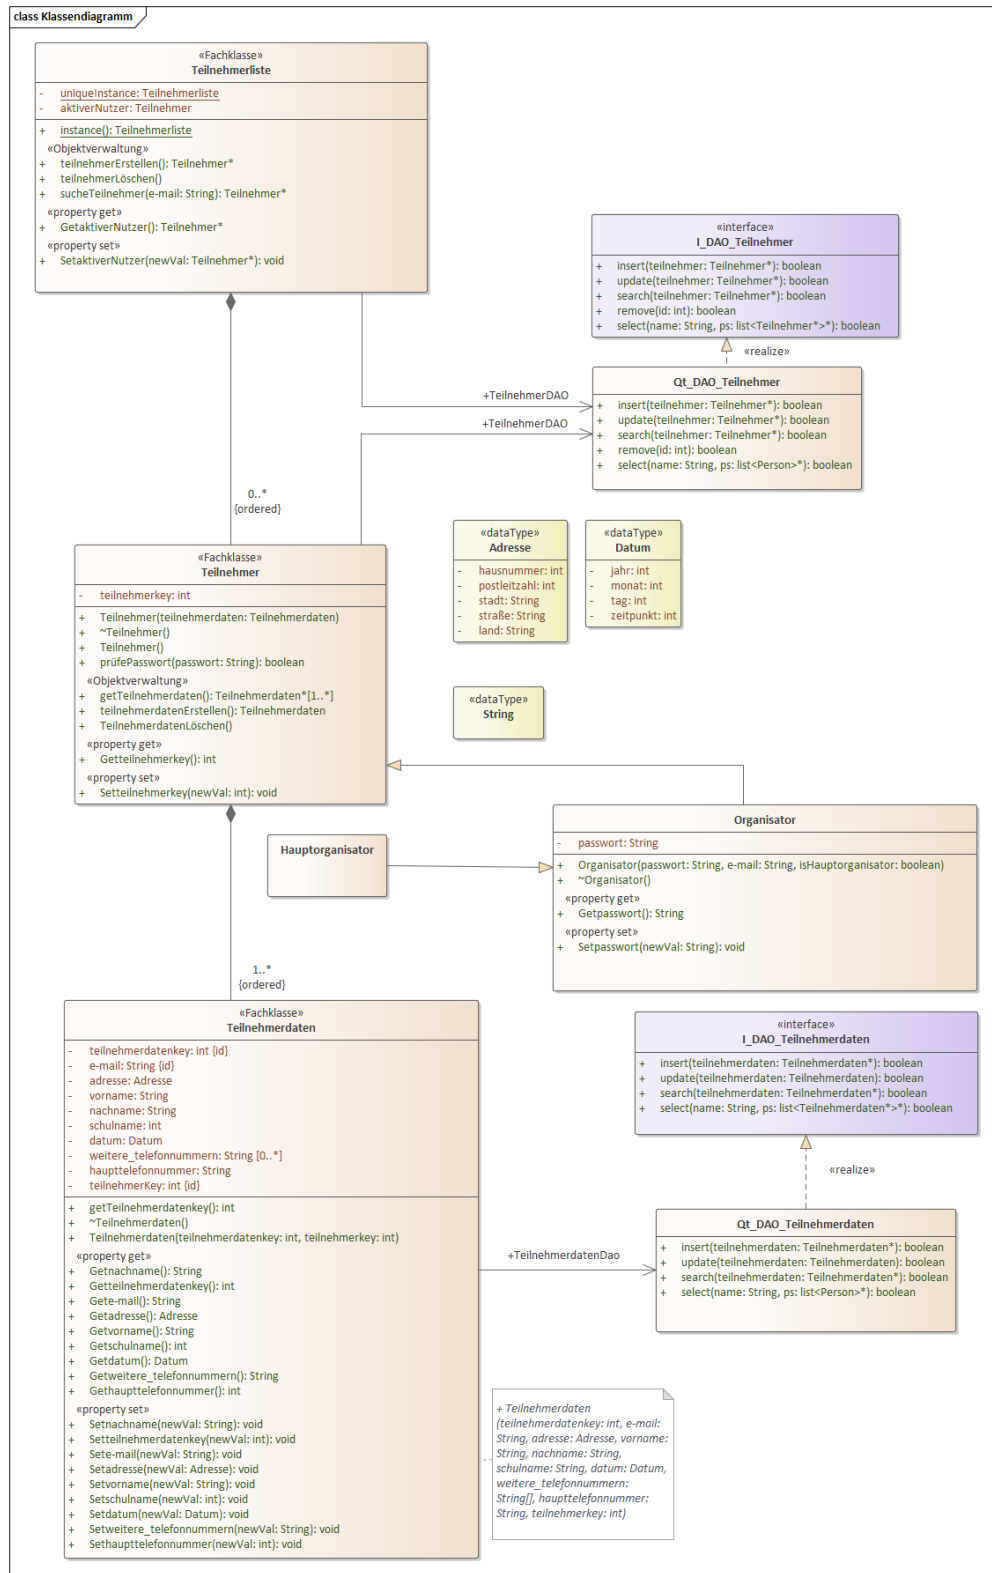 class Klassendiagramm
«Fachklasse»
Teilnehmerliste
- uniqueInstance: Teilnehmerliste
- aktiverNutzer: Teilnehmer
+ instance(): Teilnehmerliste
«Objektverwaltung»
+ teilnehmerErstellen(): Teilnehmer*
+ teilnehmerLöschen()
+ sucheTeilnehmer(e-mail: String): Teilnehmer*
«property get»
+ GetaktiverNutzer(): Teilnehmer*
«property set»
+ SetaktiverNutzer(newVal: Teilnehmer*): void
«interface»
I_DAO_Teilnehmer
+ insert(teilnehmer: Teilnehmer*): boolean
+ update(teilnehmer: Teilnehmer*): boolean
+ search(teilnehmer: Teilnehmer*): boolean
+ remove(id: int): boolean
+ select(name: String, ps: list<Teilnehmer*>*): boolean
«realize»
Qt_DAO_Teilnehmer
+ insert(teilnehmer: Teilnehmer*): boolean
+ update(teilnehmer: Teilnehmer*): boolean
+ search(teilnehmer: Teilnehmer*): boolean
+ remove(id: int): boolean
+ select(name: String, ps: list<Person>*): boolean
+TeilnehmerDAO
+TeilnehmerDAO
0..*
{ordered}
«dataType»
Adresse
- hausnummer: int
- postleitzahl: int
- stadt: String
- straße: String
- land: String
«dataType»
Datum
- jahr: int
- monat: int
- tag: int
- zeitpunkt: int
«Fachklasse»
Teilnehmer
- teilnehmerkey: int
+ Teilnehmer(teilnehmerdaten: Teilnehmerdaten)
+ ~Teilnehmer()
+ Teilnehmer()
+ prüfePasswort(passwort: String): boolean
«Objektverwaltung»
+ getTeilnehmerdaten(): Teilnehmerdaten*[1..*]
+ teilnehmerdatenErstellen(): Teilnehmerdaten
+ TeilnehmerdatenLöschen()
«property get»
+ Getteilnehmerkey(): int
«property set»
+ Setteilnehmerkey(newVal: int): void
«dataType»
String
Hauptorganisator
Organisator
- passwort: String
+ Organisator(passwort: String, e-mail: String, isHauptorganisator: boolean)
+ ~Organisator()
«property get»
+ Getpasswort(): String
«property set»
+ Setpasswort(newVal: String): void
1..*
{ordered}
«Fachklasse»
Teilnehmerdaten
- teilnehmerdatenkey: int {id}
- e-mail: String {id}
- adresse: Adresse
- vorname: String
- nachname: String
- schulname: int
- datum: Datum
- weitere_telefonnummern: String [0..*]
- haupttelefonnummer: String
- teilnehmerKey: int {id}
+ getTeilnehmerdatenkey(): int
+ ~Teilnehmerdaten()
+ Teilnehmerdaten(teilnehmerdatenkey: int, teilnehmerkey: int)
«property get»
+ Getnachname(): String
+ Getteilnehmerdatenkey(): int
+ Gete-mail(): String
+ Getadresse(): Adresse
+ Getvorname(): String
+ Getschulname(): int
+ Getdatum(): Datum
+ Getweitere_telefonnummern(): String
+ Gethaupttelefonnummer(): int
«property set»
+ Setnachname(newVal: String): void
+ Setteilnehmerdatenkey(newVal: int): void
+ Sete-mail(newVal: String): void
+ Setadresse(newVal: Adresse): void
+ Setvorname(newVal: String): void
+ Setschulname(newVal: int): void
+ Setdatum(newVal: Datum): void
+ Setweitere_telefonnummern(newVal: String): void
+ Sethaupttelefonnummer(newVal: int): void
«interface»
I_DAO_Teilnehmerdaten
+ insert(teilnehmerdaten: Teilnehmerdaten*): boolean
+ update(teilnehmerdaten: Teilnehmerdaten): boolean
+ search(teilnehmerdaten: Teilnehmerdaten*): boolean
+ select(name: String, ps: list<Teilnehmerdaten*>*): boolean
«realize»
Qt_DAO_Teilnehmerdaten
+ insert(teilnehmerdaten: Teilnehmerdaten*): boolean
+ update(teilnehmerdaten: Teilnehmerdaten): boolean
+ search(teilnehmerdaten: Teilnehmerdaten*): boolean
+ select(name: String, ps: list<Person>*): boolean
+TeilnehmerdatenDao
+ Teilnehmerdaten
(teilnehmerdatenkey: int, e-mail:
String, adresse: Adresse, vorname:
String, nachname: String,
schulname: String, datum: Datum,
weitere_telefonnummern:
String[], haupttelefonnummer:
String, teilnehmerkey: int)